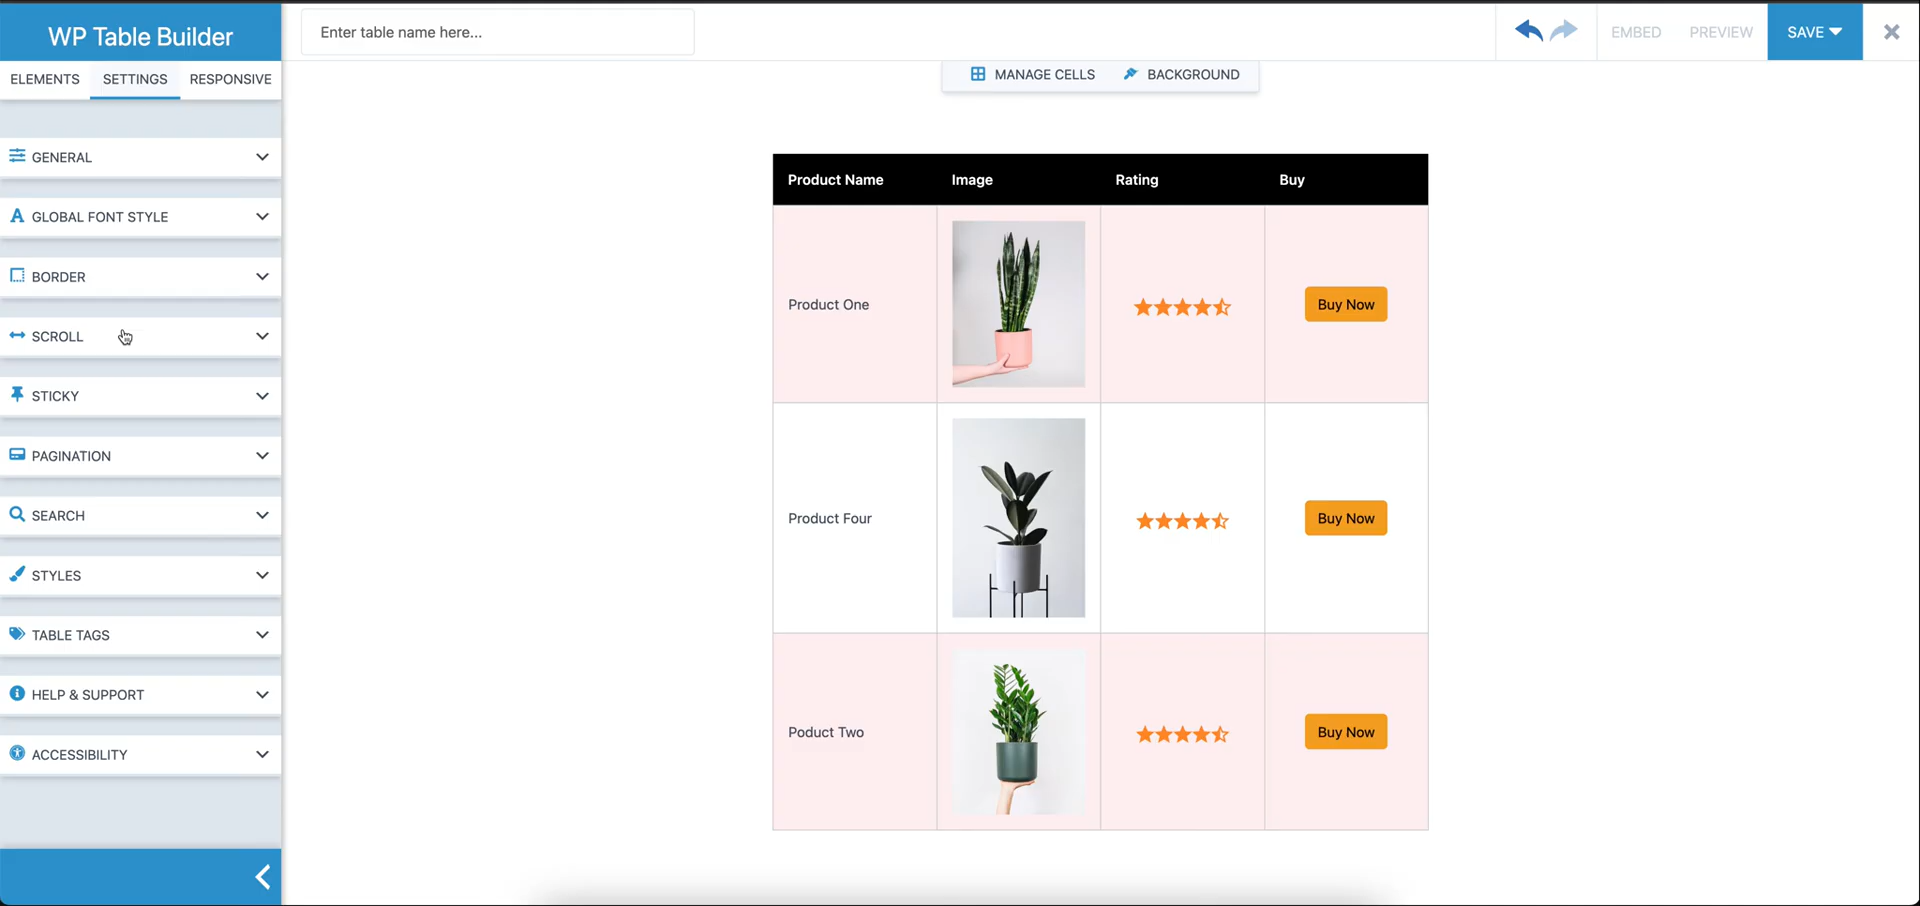 WP Table Builder
Enter table name here...
EMBED
PREVIEW
SAVE
ELEMENTS
SETTINGS
RESPONSIVE
MANAGE CELLS
BACKGROUND
GENERAL
GLOBAL FONT STYLE
BORDER
SCROLL
STICKY
PAGINATION
SEARCH
STYLES
TABLE TAGS
HELP & SUPPORT
ACCESSIBILITY
Product Name Image Rating Buy
Product One Buy Now
Product Four Buy Now
Poduct Two Buy Now